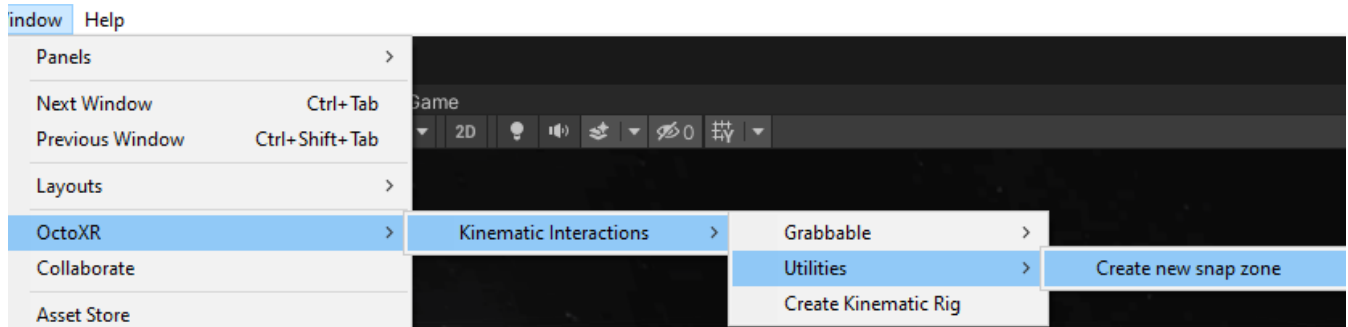 indow Help
Panels
Next Window Ctrl+Tab
Game
Previous Window Ctrl+Shift+Tab
2D 0
Layouts
OctoXR Kinematic Interactions Grabbable
Collaborate Utilities Create new snap zone
Asset Store Create Kinematic Rig